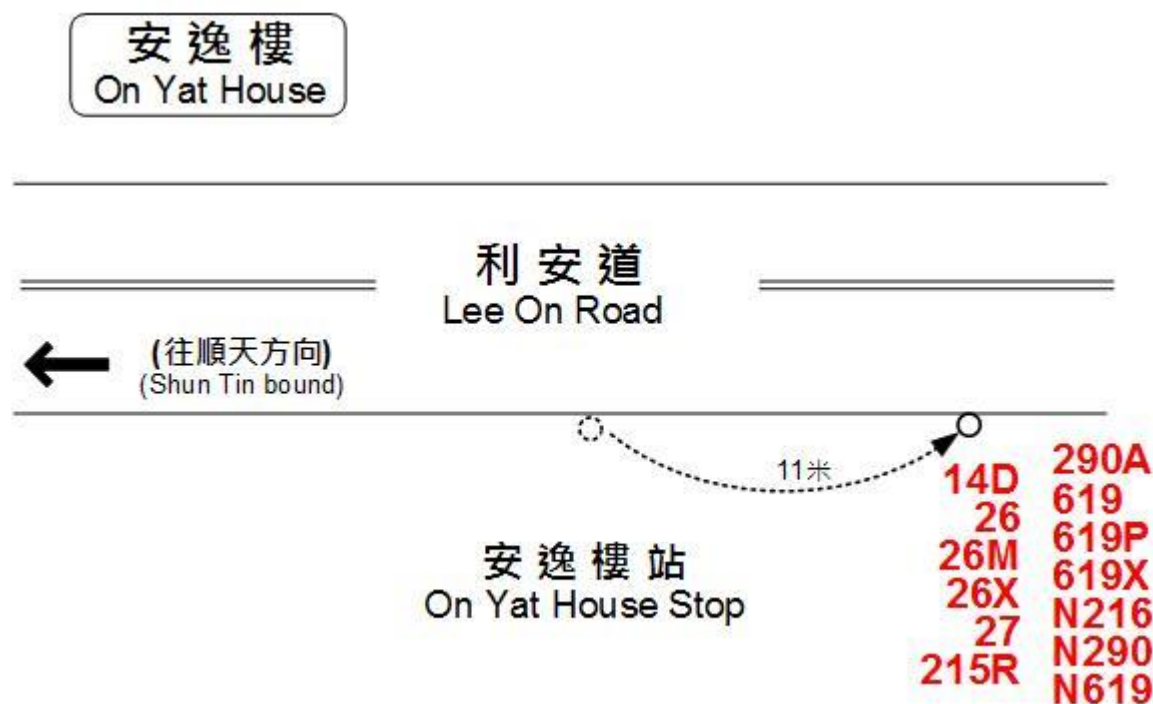 安逸樓
On Yat House
利安道
Lee On Road
(往順天方向)
(Shun Tin bound)
11米
安逸樓站
On Yat House Stop
14D
26
26M
26X
27
215R
290A
619
619P
619X
N216
N290
N619